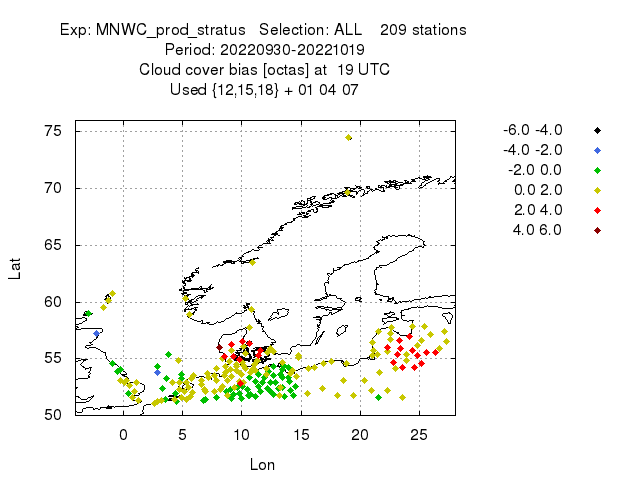 Exp: MNWC_prod_stratus   Selection: ALL    209 stations
Period: 20220930-20221019
Cloud cover bias [octas] at  19 UTC
Used {12,15,18} + 01 04 07
-6.0 -4.0
-4.0 -2.0
-2.0 0.0
0.0 2.0
2.0 4.0
4.0 6.0
75
70
65
60
55
50
Lat
0 5 10 15 20 25
Lon